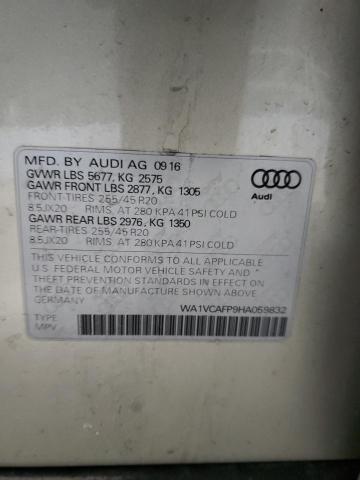 MFD. BY AUDI AG 09 16
GVWR LBS 5677, KG 2575
GAWR FRONT LBS 2877, KG 1305
FRONT-TIRES 255/45 R20
8.5JX20 RIMS, AT 280 KPA 41 PSI COLD
GAWR REAR LBS 2976, KG 1350
REAR-TIRES 255/45 R20
8.5JX20 RIMS, AT 280 KPA 41 PSI COLD
Audi
THIS VEHICLE CONFORMS TO ALL APPLICABLE
U.S. FEDERAL MOTOR VEHICLE SAFETY AND
THEFT PREVENTION STANDARDS IN EFFECT ON
THE DATE OF MANUFACTURE SHOWN ABOVE.
WA1VCAFP9HA059832
TYPE
MPV